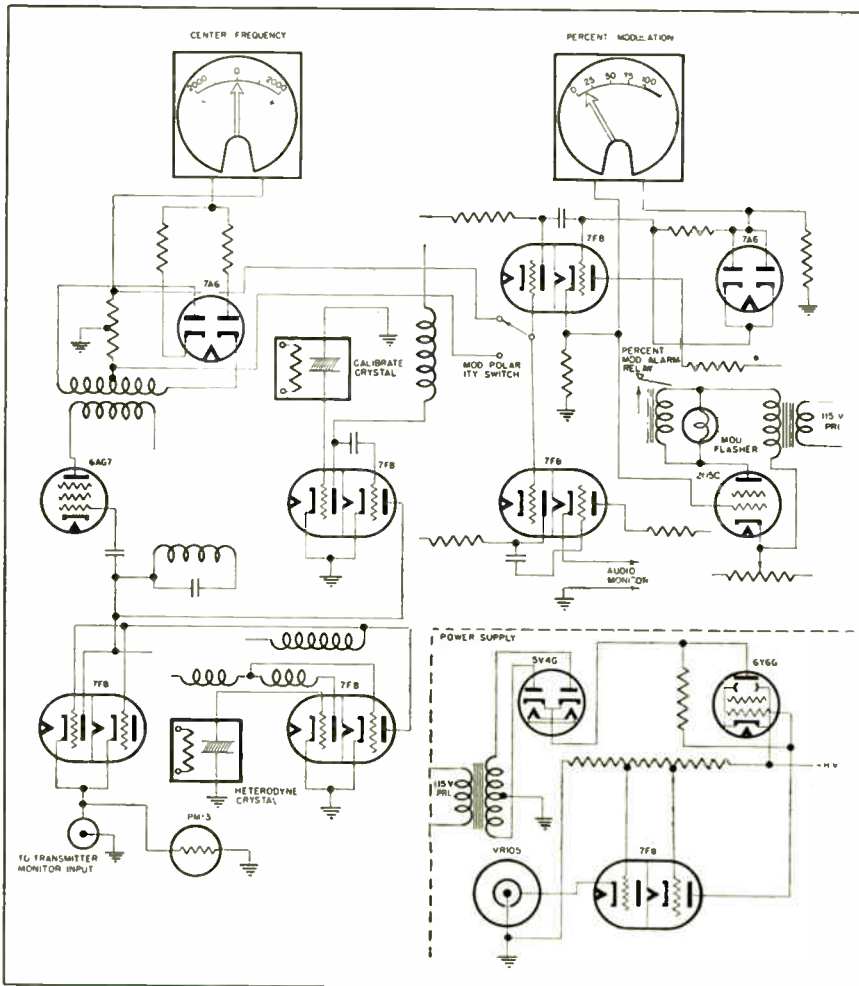 CENTER FREQUENCY
2000 0 2000
- +
PERCENT MODULATION
0 25 50 75 100
7F8
7A6
7A6
CALIBRATE
CRYSTAL
MOD POLAR
ITY SWITCH
PERCENT
MOD ALARM
RELAY
115 V
PRI
MOD
FLASHER
6AG7
7F8
7F8
AUDIO
MONITOR
POWER SUPPLY
5V4G
6Y6G
7F8
7F8
115 V
PRI.
HETERODYNE
CRYSTAL
PM-3
VR105
7F8
TO TRANSMITTER
MONITOR INPUT